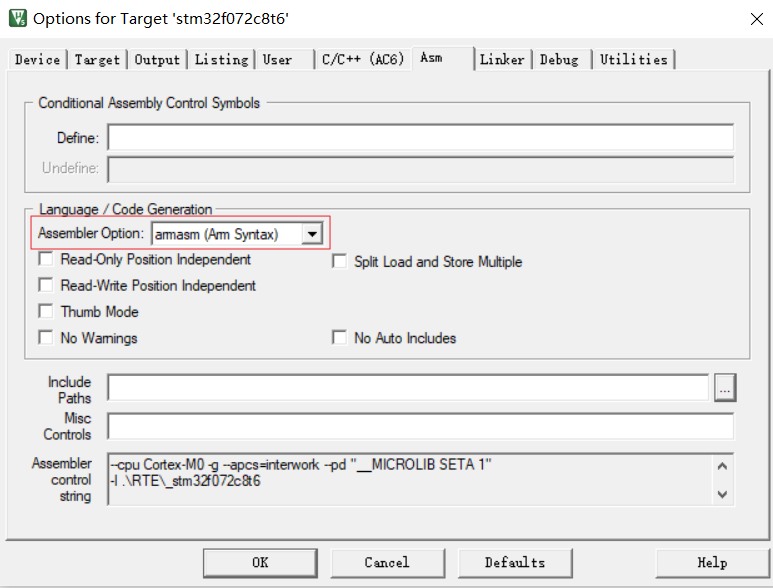 Options for Target 'stm32f072c8t6'
Device Target Output Listing User C/C++ (AC6) Asm Linker Debug Utilities
Conditional Assembly Control Symbols
Define:
Undefine:
Language / Code Generation
Assembler Option: armasm (Arm Syntax)
Read-Only Position Independent Split Load and Store Multiple
Read-Write Position Independent
Thumb Mode
No Warnings No Auto Includes
Include
Paths
...
Misc
Controls
Assembler
control
string
--cpu Cortex-M0 -g --apcs=interwork --pd "__MICROLIB SETA 1"
-I .\RTE\_stm32f072c8t6
OK Cancel Defaults Help